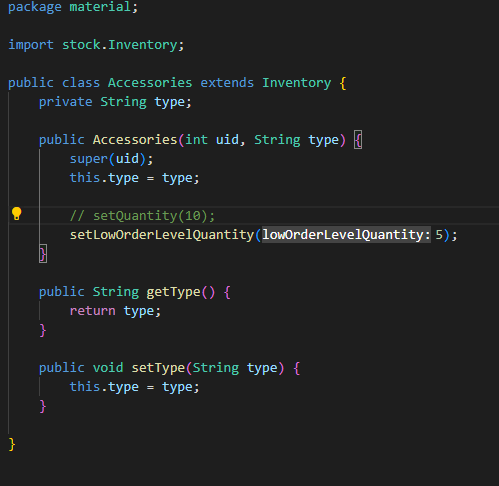 package material;
import stock.Inventory;
public class Accessories extends Inventory {
private String type;
public Accessories(int uid, String type) {
super(uid);
this.type = type;
// setQuantity(10);
setLowOrderLevelQuantity(lowOrderLevelQuantity: 5);
}
public String getType() {
return type;
}
public void setType(String type) {
this.type = type;
}
}